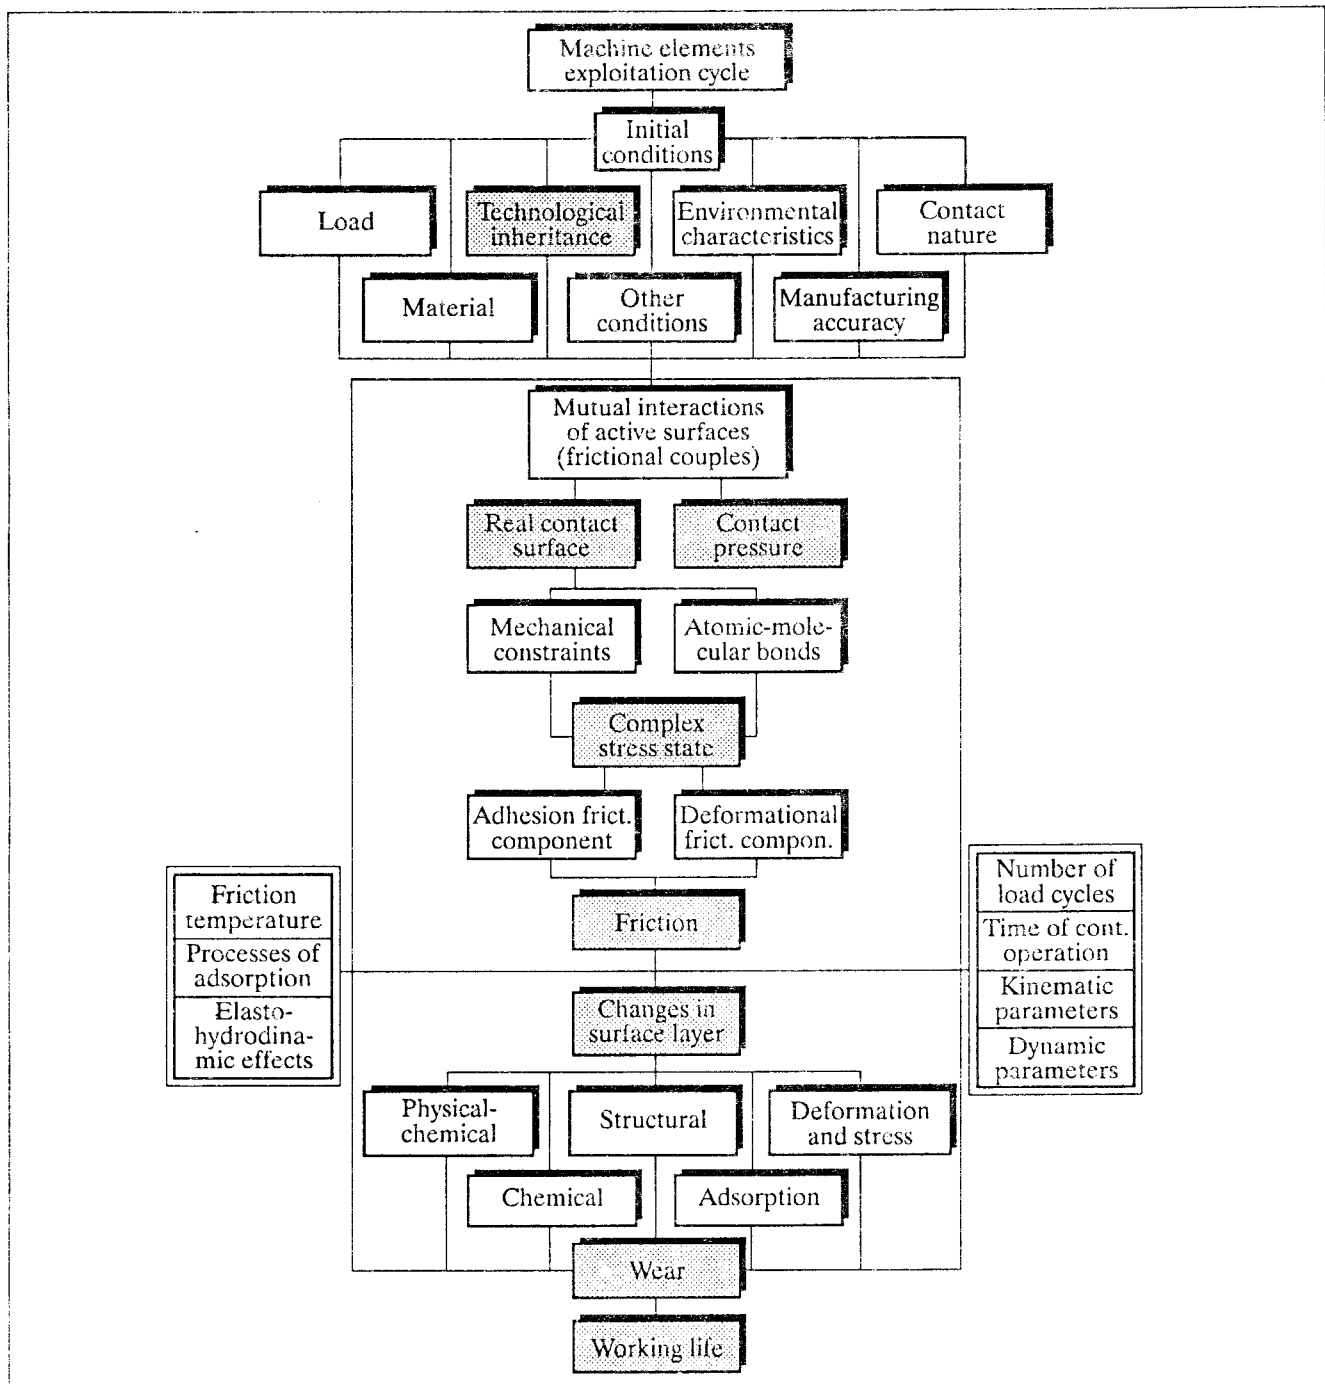 Machine elements
exploitation cycle
Initial
conditions
Load
Technological
inheritance
Environmental
characteristics
Contact
nature
Material
Other
conditions
Manufacturing
accuracy
Mutual interactions
of active surfaces
(frictional couples)
Real contact
surface
Contact
pressure
Mechanical
constraints
Atomic-mole-
cular bonds
Complex
stress state
Adhesion frict.
component
Deformational
frict. compon.
Friction
temperature
Processes of
adsorption
Elasto-
hydrodina-
mic effects
Number of
load cycles
Time of cont.
operation
Kinematic
parameters
Dynamic
parameters
Friction
Changes in
surface layer
Physical-
chemical
Structural
Deformation
and stress
Chemical
Adsorption
Wear
Working life